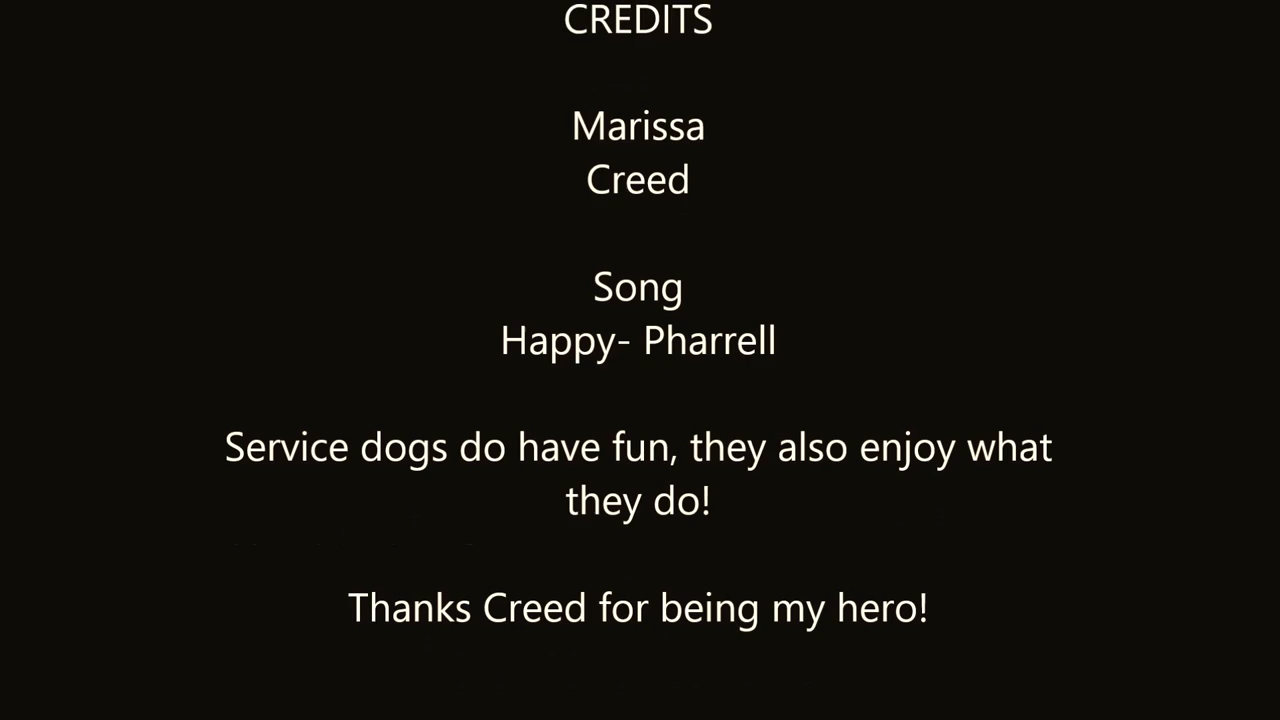 CREDITS
Marissa
Creed
Song
Happy- Pharrell
Service dogs do have fun, they also enjoy what
they do!
Thanks Creed for being my hero!